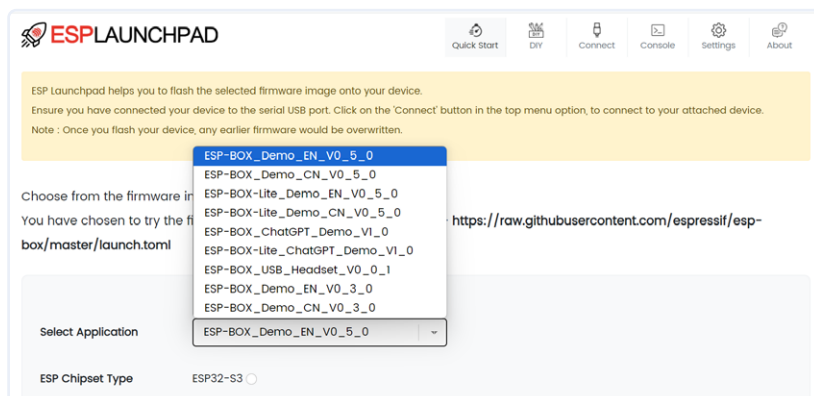 ESPLAUNCHPAD
Quick Start
DIY
Connect
Console
Settings
About
ESP Launchpad helps you to flash the selected firmware image onto your device.
Ensure you have connected your device to the serial USB port. Click on the 'Connect' button in the top menu option, to connect to your attached device.
Note : Once you flash your device, any earlier firmware would be overwritten.
ESP-BOX_Demo_EN_V0_5_0
ESP-BOX_Demo_CN_V0_5_0
ESP-BOX-Lite_Demo_EN_V0_5_0
ESP-BOX-Lite_Demo_CN_V0_5_0
ESP-BOX_ChatGPT_Demo_V1_0
ESP-BOX-Lite_ChatGPT_Demo_V1_0
ESP-BOX_USB_Headset_V0_0_1
ESP-BOX_Demo_EN_V0_3_0
ESP-BOX_Demo_CN_V0_3_0
Choose from the firmware
You have chosen to try the https://raw.githubusercontent.com/espressif/esp-
box/master/launch.toml
Select Application ESP-BOX_Demo_EN_V0_5_0
ESP Chipset Type ESP32-S3